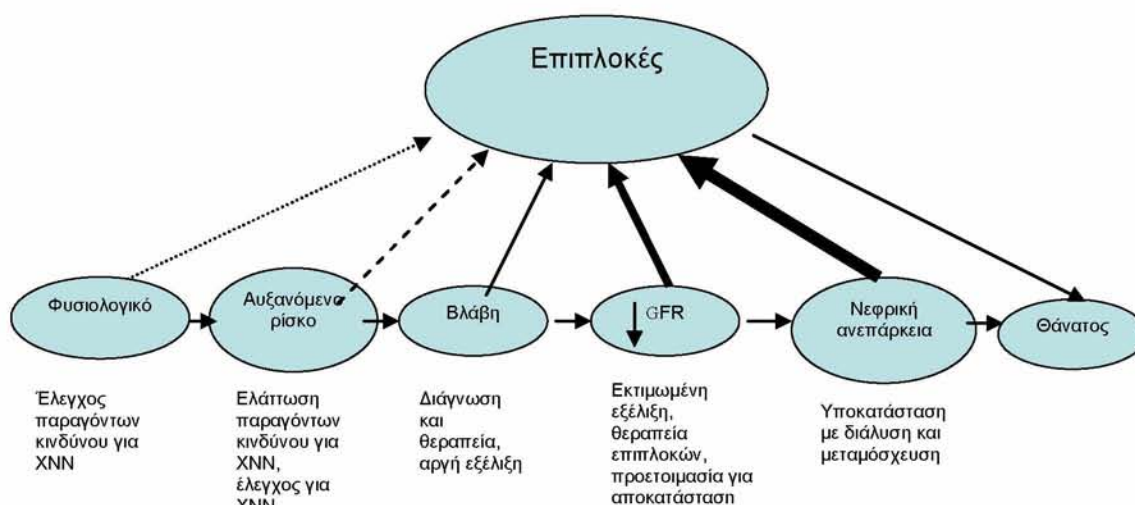 Επιπλοκές
Φυσιολογικό
Αυξανόμενο
ρίσκο
Βλάβη
GFR
Νεφρική
ανεπάρκεια
Θάνατος
Έλεγχος
παραγόντων
κινδύνου για
ΧΝΝ
Ελάττωση
παραγόντων
κινδύνου για
ΧΝΝ,
έλεγχος για
ΧΝΝ
Διάγνωση
και
θεραπεία,
αργή εξέλιξη
Εκτιμωμένη
εξέλιξη,
θεραπεία
επιπλοκών,
προετοιμασία για
αποκατάσταση
Υποκατάσταση
με διάλυση και
μεταμόσχευση